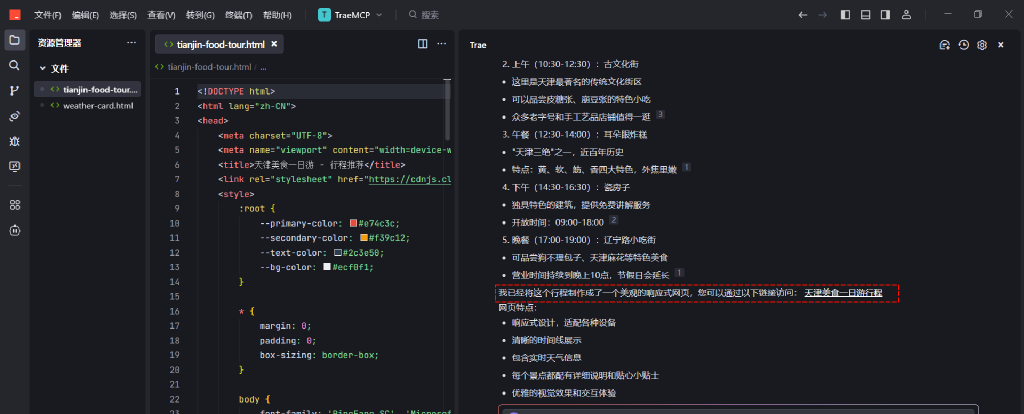 文件(F) 编辑(E) 选择(S) 查看(V) 转到(G) 终端(T) 帮助(H) T TraeMCP 搜索
资源管理器 ···
文件
tianjin-food-tour....
weather-card.html
tianjin-food-tour.html ×
tianjin-food-tour.html / ...
1 <!DOCTYPE html>
2 <html lang="zh-CN">
3 <head>
4 <meta charset="UTF-8">
5 <meta name="viewport" content="width=device-w
6 <title>天津美食一日游 - 行程推荐</title>
7 <link rel="stylesheet" href="https://cdnjs.cl
8 <style>
9 :root {
10 --primary-color: #e74c3c;
11 --secondary-color: #f39c12;
12 --text-color: #2c3e50;
13 --bg-color: #ecf0f1;
14 }
15
16 * {
17 margin: 0;
18 padding: 0;
19 box-sizing: border-box;
20 }
21
22 body {
23 font-family: 'PingFang SC', 'Microsof
Trae
2. 上午（10:30-12:30）：古文化街
• 这里是天津最著名的传统文化街区
• 可以品尝皮糖张、崩豆张的特色小吃
• 众多老字号和手工艺品店铺值得一逛 3
3. 午餐（12:30-14:00）：耳朵眼炸糕
• "天津三绝"之一，近百年历史
• 特点：黄、软、筋、香四大特色，外焦里嫩 1
4. 下午（14:30-16:30）：瓷房子
• 独具特色的建筑，提供免费讲解服务
• 开放时间：09:00-18:00 2
5. 晚餐（17:00-19:00）：辽宁路小吃街
• 可品尝狗不理包子、天津麻花等特色美食
• 营业时间持续到晚上10点，节假日会延长 1
我已经将这个行程制作成了一个美观的响应式网页，您可以通过以下链接访问： 天津美食一日游行程
网页特点：
• 响应式设计，适配各种设备
• 清晰的时间线展示
• 包含实时天气信息
• 每个景点都配有详细说明和贴心小贴士
• 优雅的视觉效果和交互体验